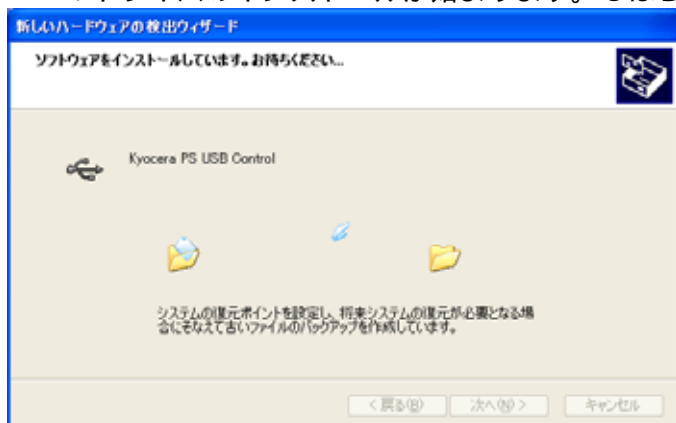 新しいハードウェアの検出ウィザード
ソフトウェアをインストールしています。お待ちください...
Kyocera PS USB Control
システムの復元ポイントを設定し、将来システムの復元が必要となる場
合にそなえて古いファイルのバックアップを作成しています。
< 戻る(B)
次へ(N) >
キャンセル